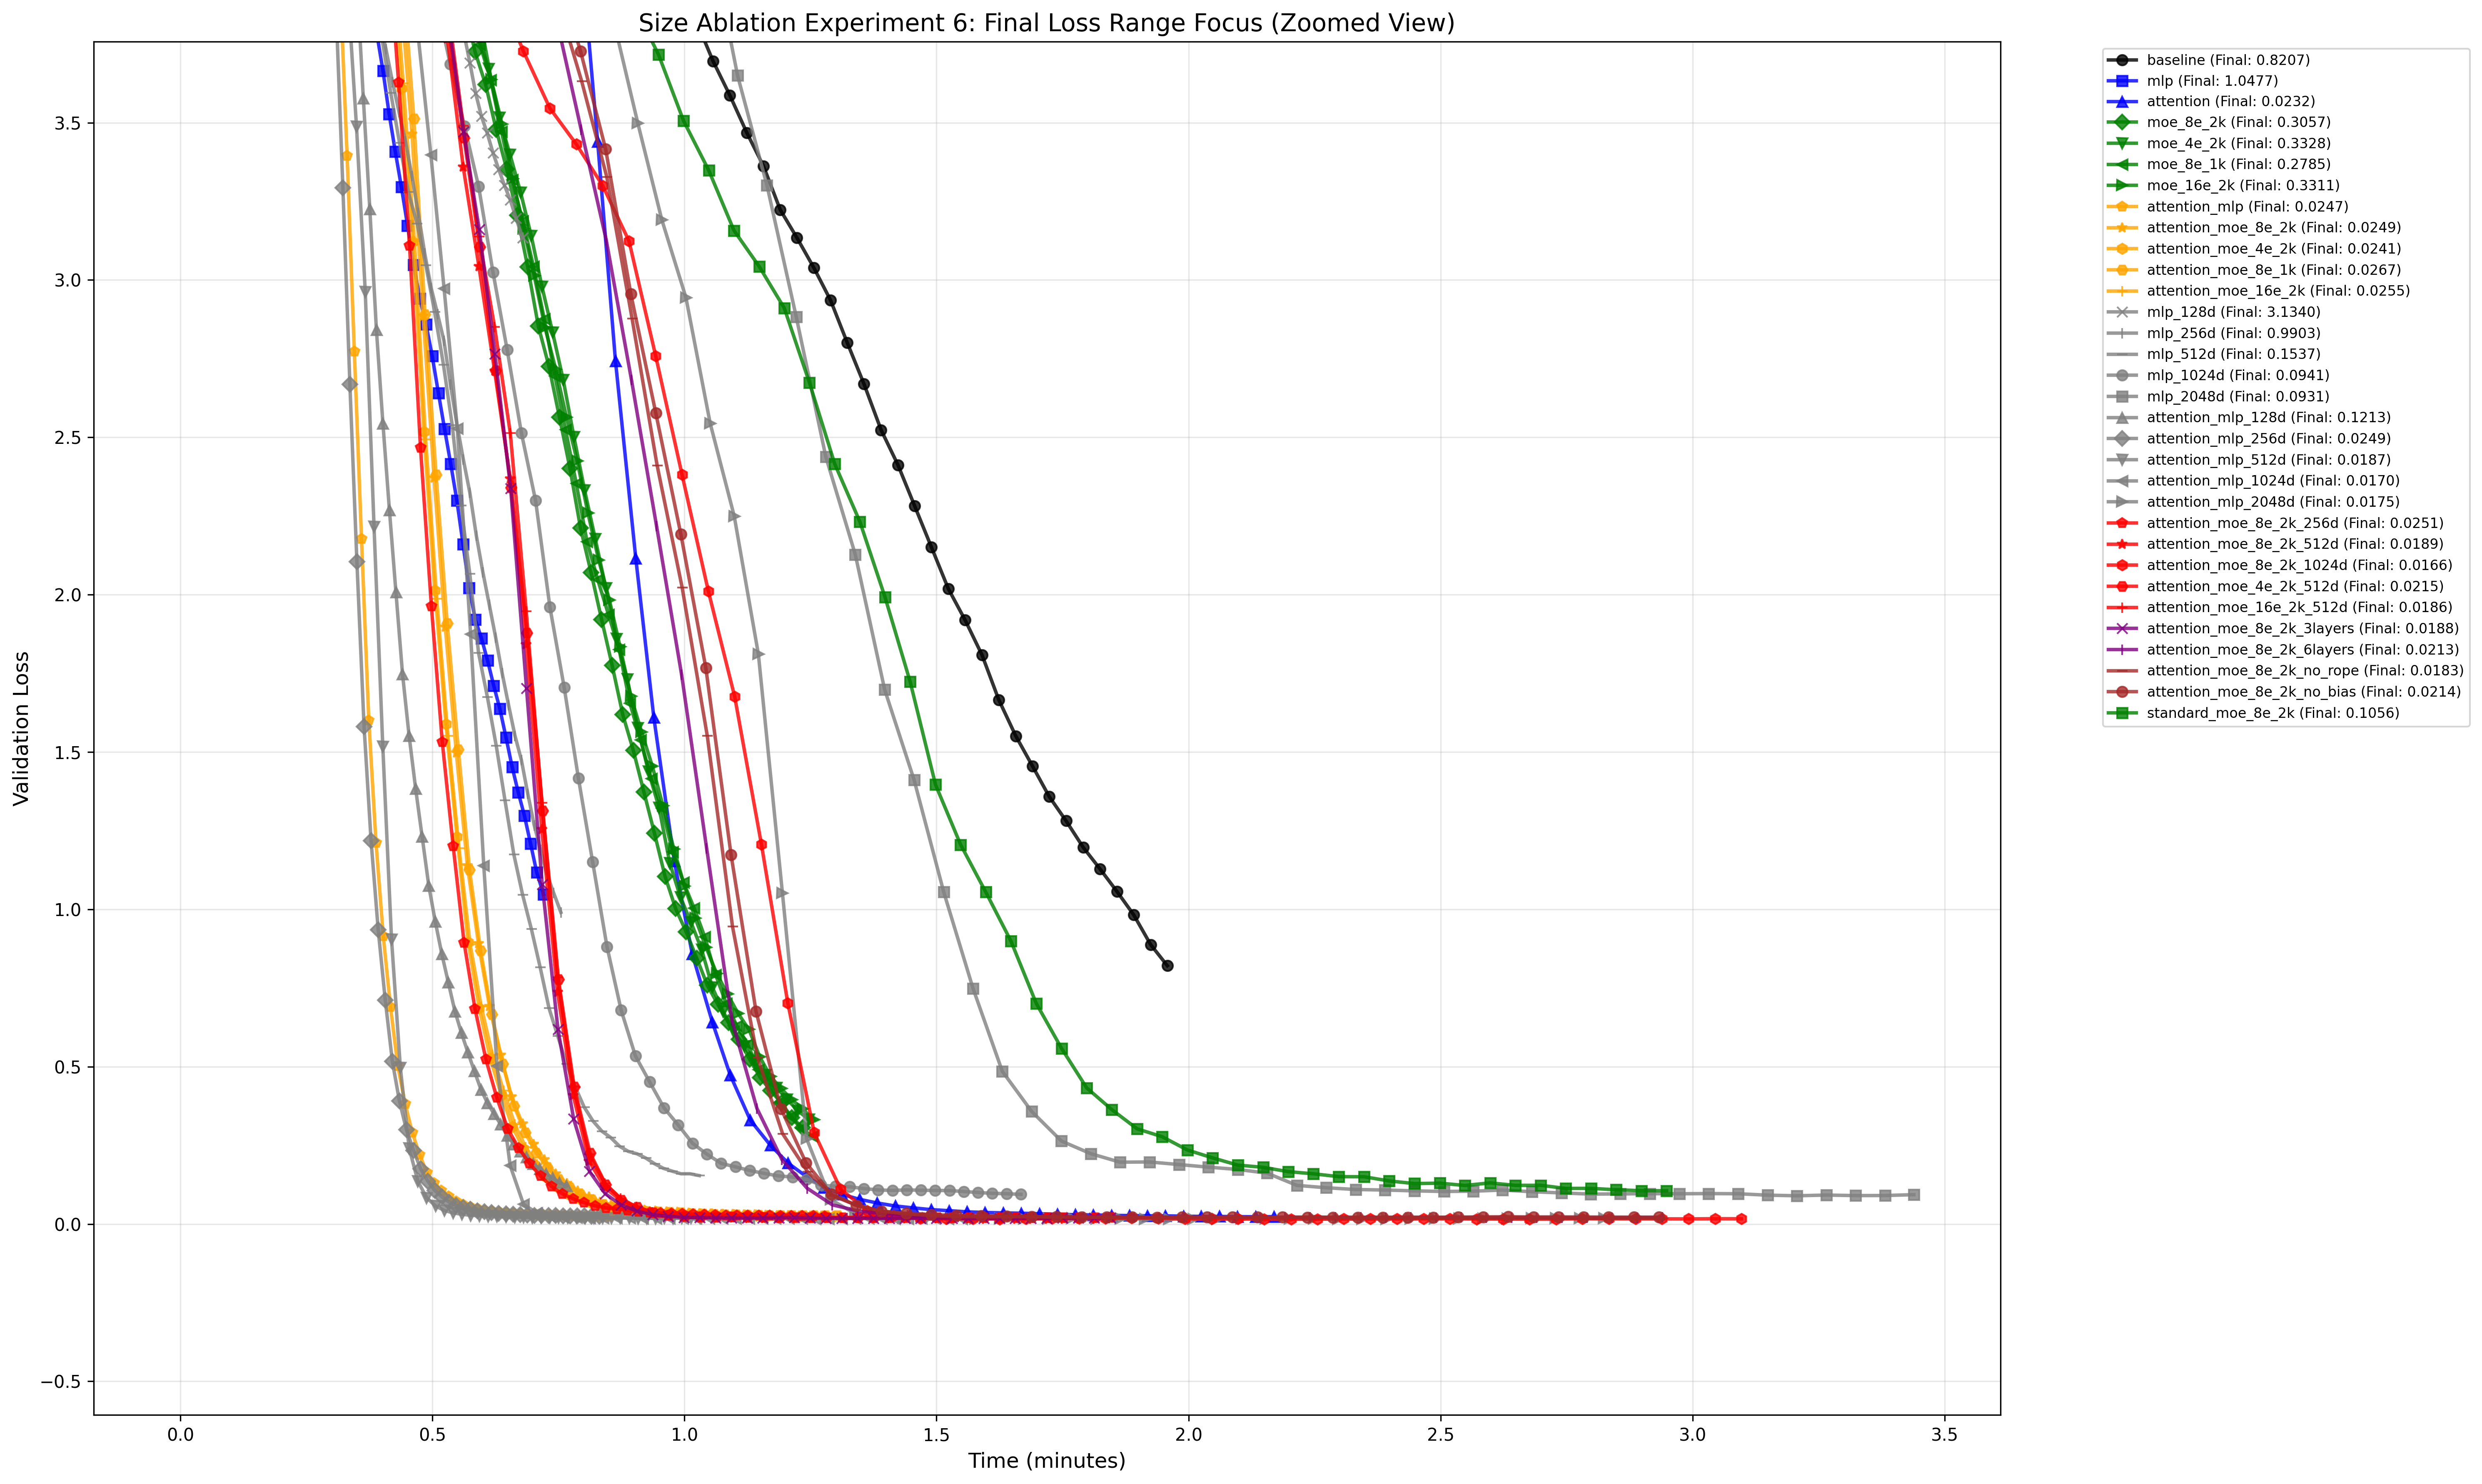 Size Ablation Experiment 6: Final Loss Range Focus (Zoomed View)
Validation Loss
3.5
3.0
2.5
2.0
1.5
1.0
0.5
0.0
−0.5
0.0
0.5
1.0
1.5
2.0
2.5
3.0
3.5
Time (minutes)
baseline (Final: 0.8207)
mlp (Final: 1.0477)
attention (Final: 0.0232)
moe_8e_2k (Final: 0.3057)
moe_4e_2k (Final: 0.3328)
moe_8e_1k (Final: 0.2785)
moe_16e_2k (Final: 0.3311)
attention_mlp (Final: 0.0247)
attention_moe_8e_2k (Final: 0.0249)
attention_moe_4e_2k (Final: 0.0241)
attention_moe_8e_1k (Final: 0.0267)
attention_moe_16e_2k (Final: 0.0255)
mlp_128d (Final: 3.1340)
mlp_256d (Final: 0.9903)
mlp_512d (Final: 0.1537)
mlp_1024d (Final: 0.0941)
mlp_2048d (Final: 0.0931)
attention_mlp_128d (Final: 0.1213)
attention_mlp_256d (Final: 0.0249)
attention_mlp_512d (Final: 0.0187)
attention_mlp_1024d (Final: 0.0170)
attention_mlp_2048d (Final: 0.0175)
attention_moe_8e_2k_256d (Final: 0.0251)
attention_moe_8e_2k_512d (Final: 0.0189)
attention_moe_8e_2k_1024d (Final: 0.0166)
attention_moe_4e_2k_512d (Final: 0.0215)
attention_moe_16e_2k_512d (Final: 0.0186)
attention_moe_8e_2k_3layers (Final: 0.0188)
attention_moe_8e_2k_6layers (Final: 0.0213)
attention_moe_8e_2k_no_rope (Final: 0.0183)
attention_moe_8e_2k_no_bias (Final: 0.0214)
standard_moe_8e_2k (Final: 0.1056)